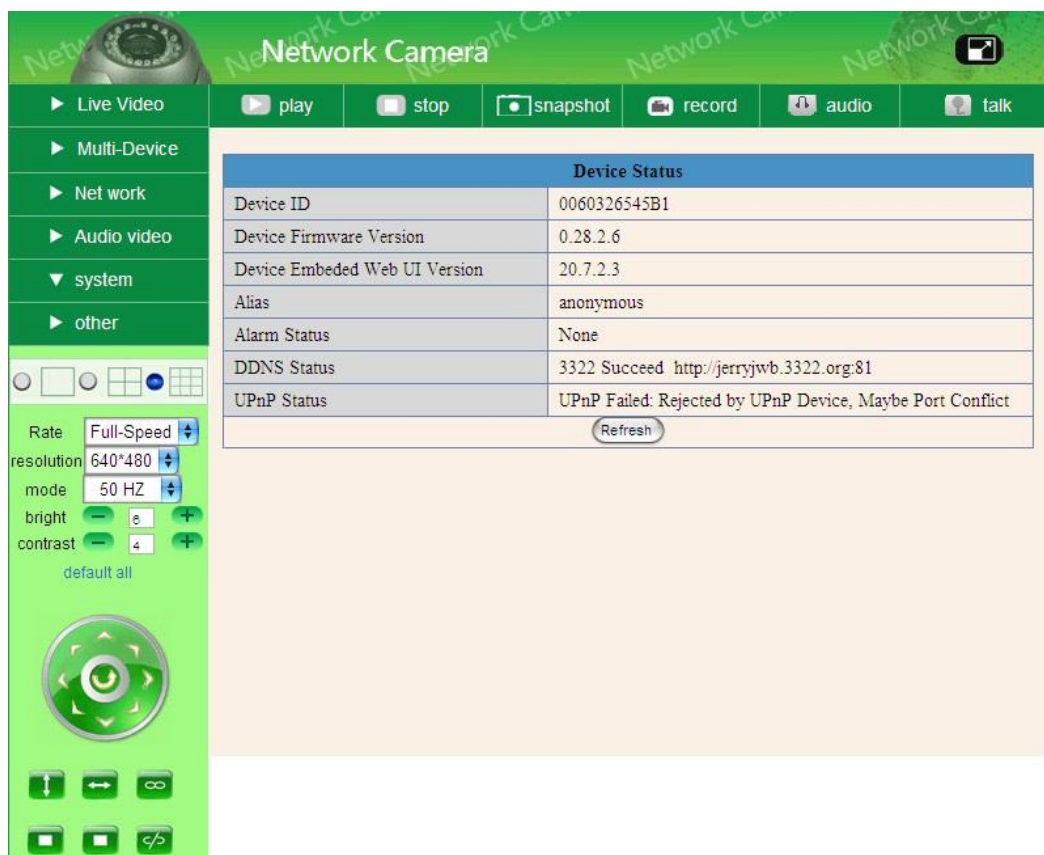 Network Camera
Live Video
play stop snapshot record audio talk
Multi-Device
Net work
Audio video
system
other
Device Status
Device ID 0060326545B1
Device Firmware Version 0.28.2.6
Device Embeded Web UI Version 20.7.2.3
Alias anonymous
Alarm Status None
DDNS Status 3322 Succeed http://jerryjwb.3322.org:81
UPnP Status UPnP Failed: Rejected by UPnP Device, Maybe Port Conflict
Refresh
Rate Full-Speed
resolution 640*480
mode 50 HZ
bright 6
contrast 4
default all